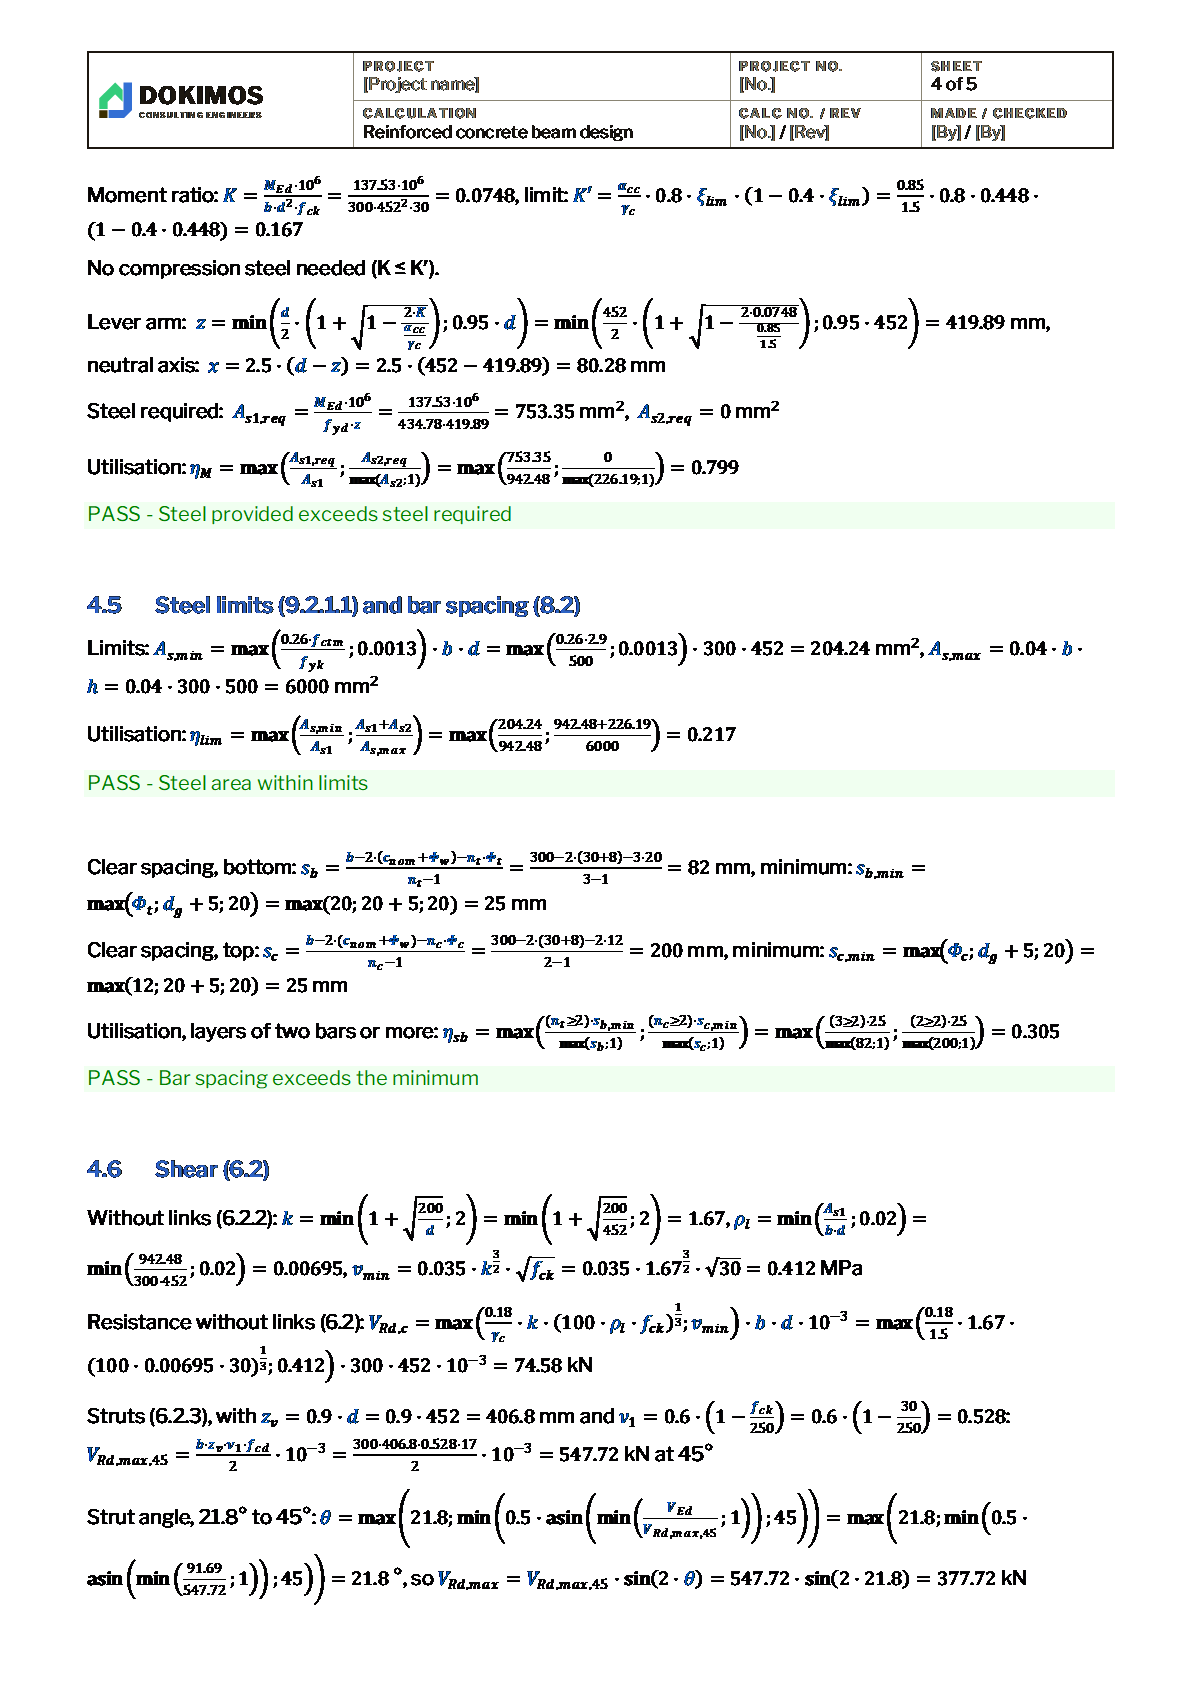 DOKIMOS
CONSULTING ENGINEERS
PROJECT
[Project name]
PROJECT NO.
[No.]
SHEET
4 of 5
CALCULATION
Reinforced concrete beam design
CALC NO. / REV
[No.] / [Rev]
MADE / CHECKED
[By] / [By]
Moment ratio: K = M_Ed·10^6 / b·d²·f_ck = 137.53·10^6 / 300·452²·30 = 0.0748, limit: K′ = α_cc/γ_c · 0.8 · ξ_lim · (1 − 0.4 · ξ_lim) = 0.85/1.5 · 0.8 · 0.448 ·
(1 − 0.4 · 0.448) = 0.167
No compression steel needed (K ≤ K′).
Lever arm: z = min(d/2 · (1 + √(1 − 2·K / (α_cc/γ_c))); 0.95 · d) = min(452/2 · (1 + √(1 − 2·0.0748 / (0.85/1.5))); 0.95 · 452) = 419.89 mm,
neutral axis: x = 2.5 · (d − z) = 2.5 · (452 − 419.89) = 80.28 mm
Steel required: A_s1,req = M_Ed·10^6 / f_yd·z = 137.53·10^6 / 434.78·419.89 = 753.35 mm², A_s2,req = 0 mm²
Utilisation: η_M = max(A_s1,req / A_s1; A_s2,req / max(A_s2;1)) = max(753.35/942.48; 0 / max(226.19;1)) = 0.799
PASS - Steel provided exceeds steel required
4.5 Steel limits (9.2.1.1) and bar spacing (8.2)
Limits: A_s,min = max(0.26·f_ctm / f_yk; 0.0013) · b · d = max(0.26·2.9 / 500; 0.0013) · 300 · 452 = 204.24 mm², A_s,max = 0.04 · b ·
h = 0.04 · 300 · 500 = 6000 mm²
Utilisation: η_lim = max(A_s,min / A_s1; A_s1+A_s2 / A_s,max) = max(204.24/942.48; 942.48+226.19 / 6000) = 0.217
PASS - Steel area within limits
Clear spacing, bottom: s_b = b−2·(c_nom+Φ_w)−n_t·Φ_t / n_t−1 = 300−2·(30+8)−3·20 / 3−1 = 82 mm, minimum: s_b,min =
max(Φ_t; d_g + 5; 20) = max(20; 20 + 5; 20) = 25 mm
Clear spacing, top: s_c = b−2·(c_nom+Φ_w)−n_c·Φ_c / n_c−1 = 300−2·(30+8)−2·12 / 2−1 = 200 mm, minimum: s_c,min = max(Φ_c; d_g + 5; 20) =
max(12; 20 + 5; 20) = 25 mm
Utilisation, layers of two bars or more: η_sb = max((n_t≥2)·s_b,min / max(s_b;1); (n_c≥2)·s_c,min / max(s_c;1)) = max((3≥2)·25 / max(82;1); (2≥2)·25 / max(200;1)) = 0.305
PASS - Bar spacing exceeds the minimum
4.6 Shear (6.2)
Without links (6.2.2): k = min(1 + √(200/d); 2) = min(1 + √(200/452); 2) = 1.67, ρ_l = min(A_s1 / b·d; 0.02) =
min(942.48 / 300·452; 0.02) = 0.00695, v_min = 0.035 · k^(3/2) · √f_ck = 0.035 · 1.67^(3/2) · √30 = 0.412 MPa
Resistance without links (6.2): V_Rd,c = max(0.18/γ_c · k · (100 · ρ_l · f_ck)^(1/3); v_min) · b · d · 10^−3 = max(0.18/1.5 · 1.67 ·
(100 · 0.00695 · 30)^(1/3); 0.412) · 300 · 452 · 10^−3 = 74.58 kN
Struts (6.2.3), with z_v = 0.9 · d = 0.9 · 452 = 406.8 mm and ν_1 = 0.6 · (1 − f_ck/250) = 0.6 · (1 − 30/250) = 0.528:
V_Rd,max,45 = b·z_v·ν_1·f_cd / 2 · 10^−3 = 300·406.8·0.528·17 / 2 · 10^−3 = 547.72 kN at 45°
Strut angle, 21.8° to 45°: θ = max(21.8; min(0.5 · asin(min(V_Ed / V_Rd,max,45; 1)); 45)) = max(21.8; min(0.5 ·
asin(min(91.69/547.72; 1)); 45)) = 21.8 °, so V_Rd,max = V_Rd,max,45 · sin(2 · θ) = 547.72 · sin(2 · 21.8) = 377.72 kN